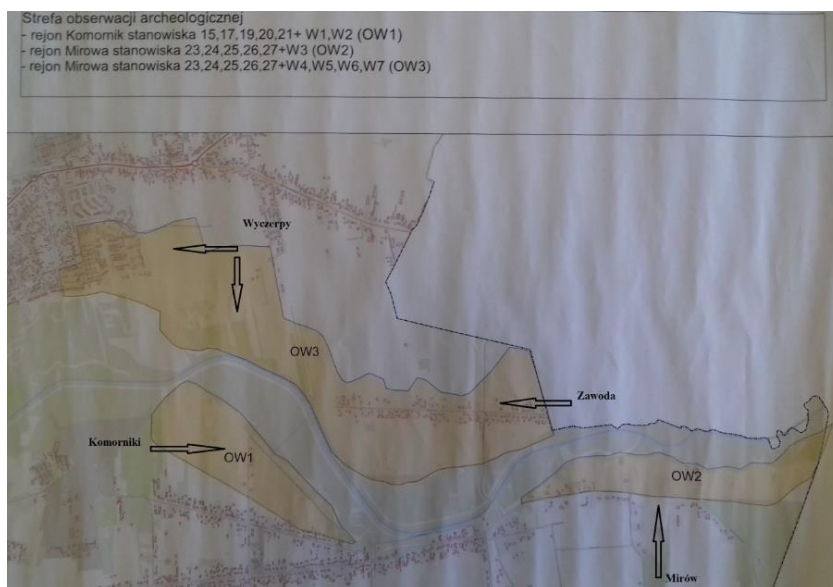 Strefa obserwacji archeologicznej
- rejon Komornik stanowiska 15,17,19,20,21+ W1,W2 (OW1)
- rejon Mirowa stanowiska 23,24,25,26,27+W3 (OW2)
- rejon Mirowa stanowiska 23,24,25,26,27+W4,W5,W6,W7 (OW3)
Wyczerpy
OW3
Zawoda
Komorniki
OW1
OW2
Mirów